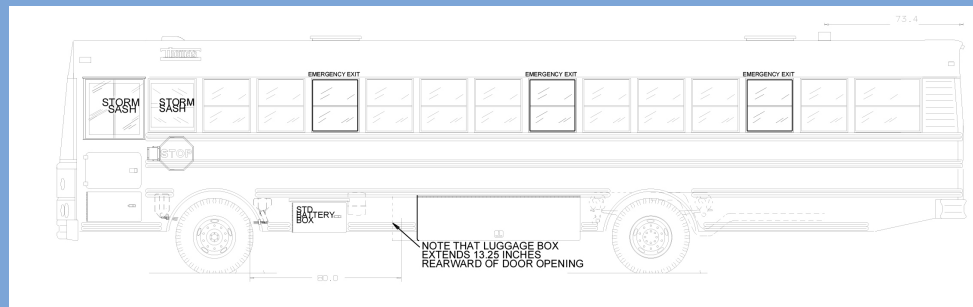 73.4
Thomas
EMERGENCY EXIT
EMERGENCY EXIT
EMERGENCY EXIT
STORM
SASH
STORM
SASH
STOP
STD.
BATTERY
BOX
NOTE THAT LUGGAGE BOX
EXTENDS 13.25 INCHES
REARWARD OF DOOR OPENING
80.0